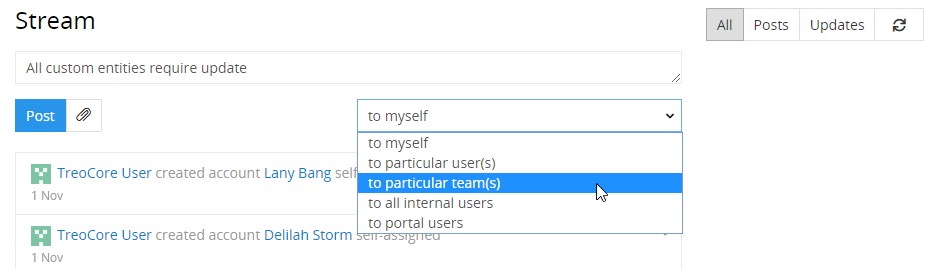 Stream
All Posts Updates
All custom entities require update
Post
to myself
to myself
to particular user(s)
to particular team(s)
to all internal users
to portal users
TreoCore User created account Lany Bang self
1 Nov
TreoCore User created account Delilah Storm self-assigned
1 Nov